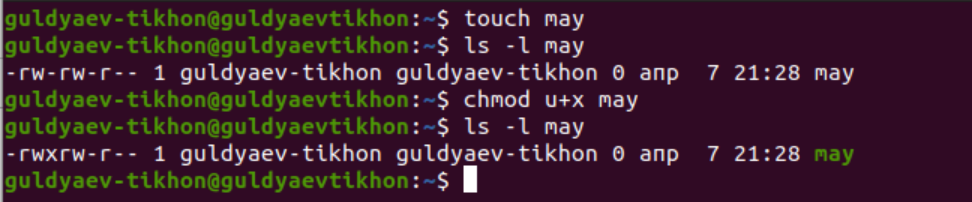 guldyaev-tikhon@guldyaevtikhon:~$ touch may
guldyaev-tikhon@guldyaevtikhon:~$ ls -l may
-rw-rw-r-- 1 guldyaev-tikhon guldyaev-tikhon 0 апр  7 21:28 may
guldyaev-tikhon@guldyaevtikhon:~$ chmod u+x may
guldyaev-tikhon@guldyaevtikhon:~$ ls -l may
-rwxrw-r-- 1 guldyaev-tikhon guldyaev-tikhon 0 апр  7 21:28 may
guldyaev-tikhon@guldyaevtikhon:~$